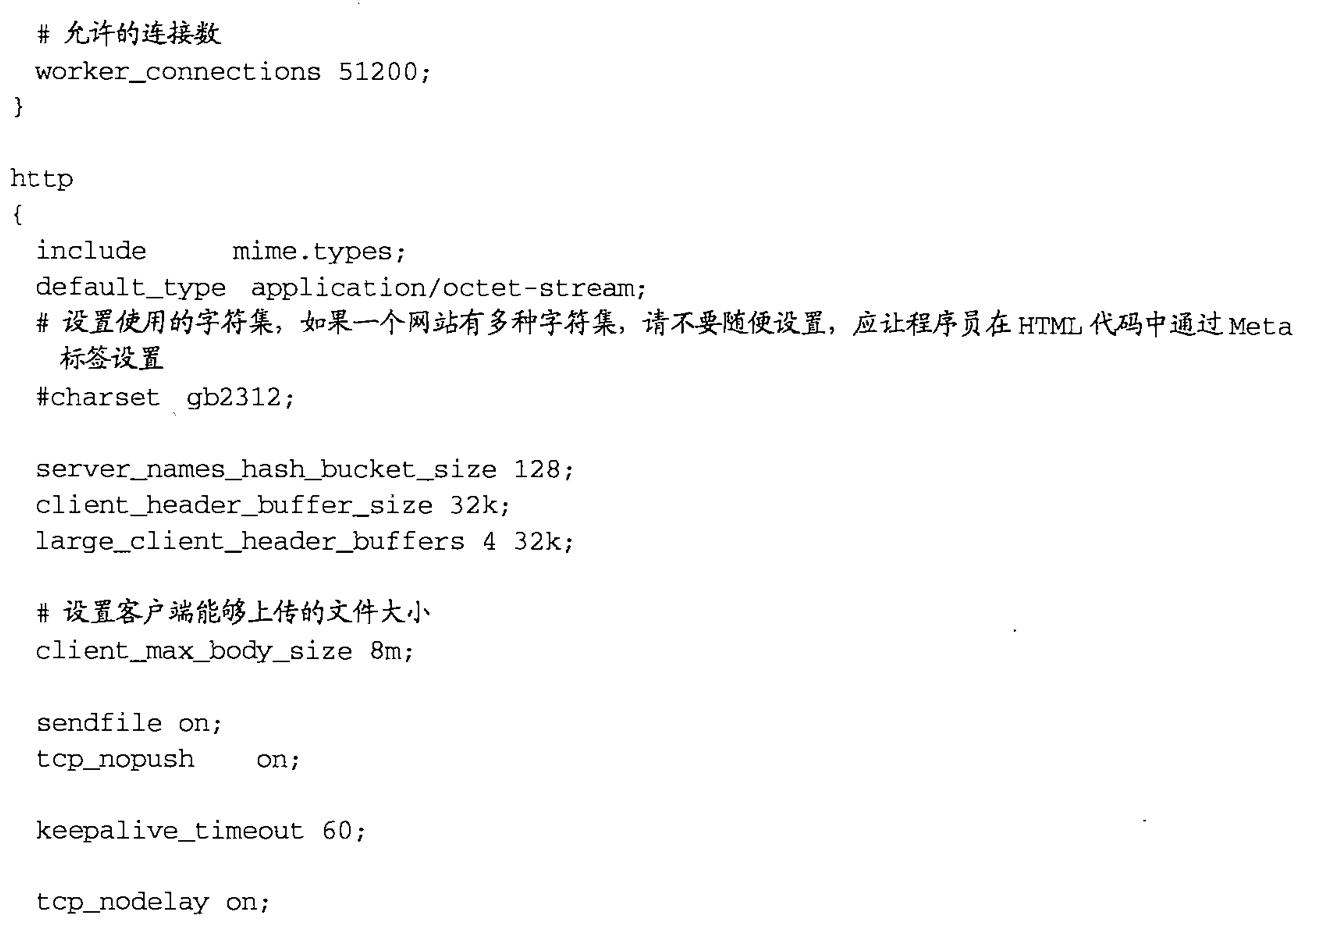 # 允许的连接数
worker_connections 51200;
}
http
{
include mime.types;
default_type application/octet-stream;
# 设置使用的字符集，如果一个网站有多种字符集，请不要随便设置，应让程序员在 HTML 代码中通过 Meta
标签设置
#charset gb2312;
server_names_hash_bucket_size 128;
client_header_buffer_size 32k;
large_client_header_buffers 4 32k;
# 设置客户端能够上传的文件大小
client_max_body_size 8m;
sendfile on;
tcp_nopush on;
keepalive_timeout 60;
tcp_nodelay on;